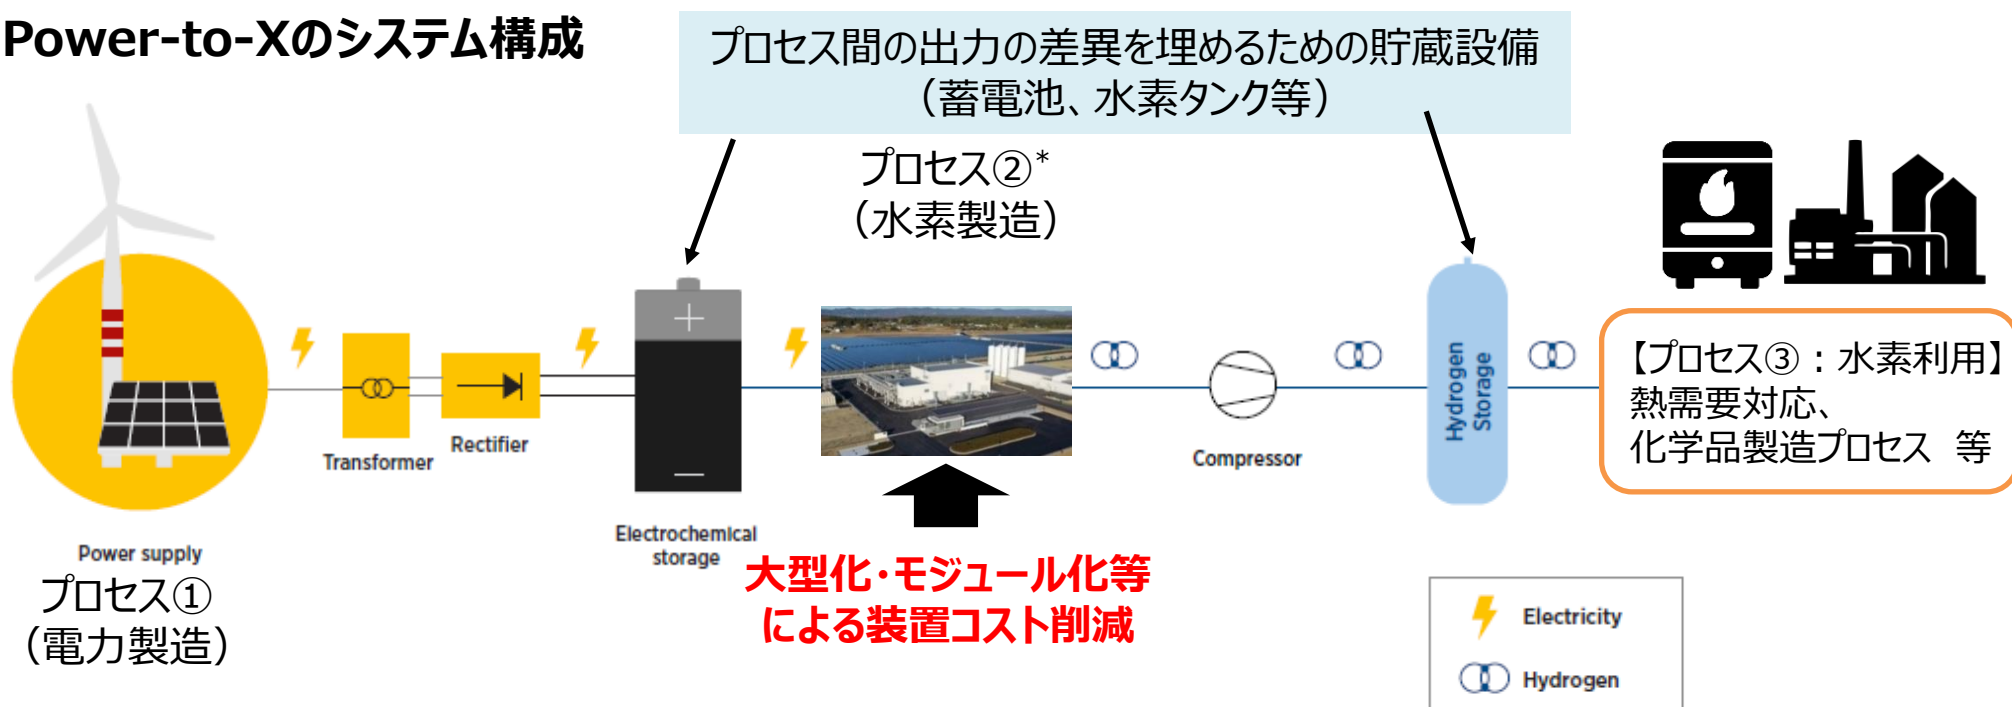 Power-to-Xのシステム構成
プロセス間の出力の差異を埋めるための貯蔵設備
（蓄電池、水素タンク等）
プロセス②*
（水素製造）
Transformer
Rectifier
Electrochemical
storage
Compressor
Hydrogen
Storage
【プロセス③：水素利用】
熱需要対応、
化学品製造プロセス 等
Power supply
プロセス①
（電力製造）
大型化・モジュール化等
による装置コスト削減
Electricity
Hydrogen